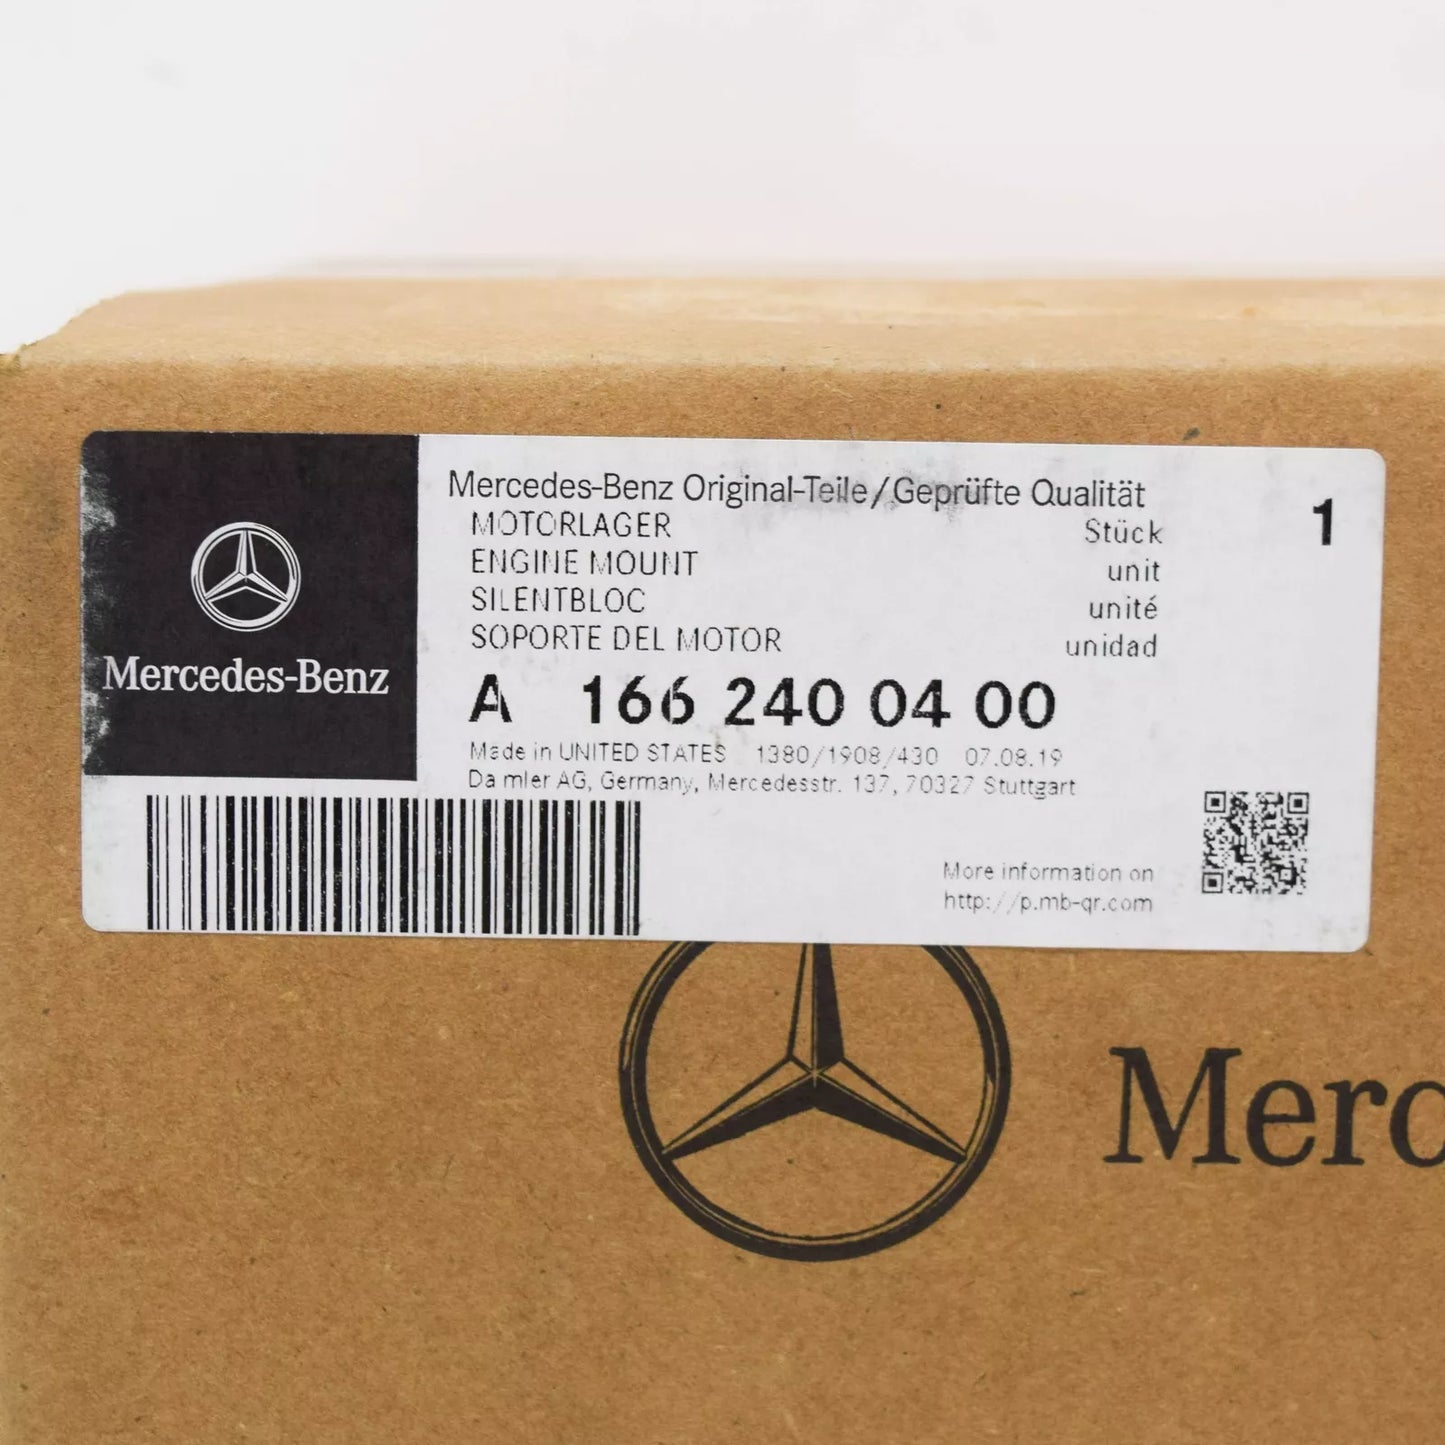 Mercedes-Benz Original-Teile/Geprüfte Qualität
MOTORLAGER Stück 1
ENGINE MOUNT unit
SILENTBLOC unité
SOPORTE DEL MOTOR unidad
Mercedes-Benz
A 166 240 04 00
Made in UNITED STATES 1380/1908/430 07.08.19
Daimler AG, Germany, Mercedesstr. 137, 70327 Stuttgart
More information on
http://p.mb-qr.com
Merc